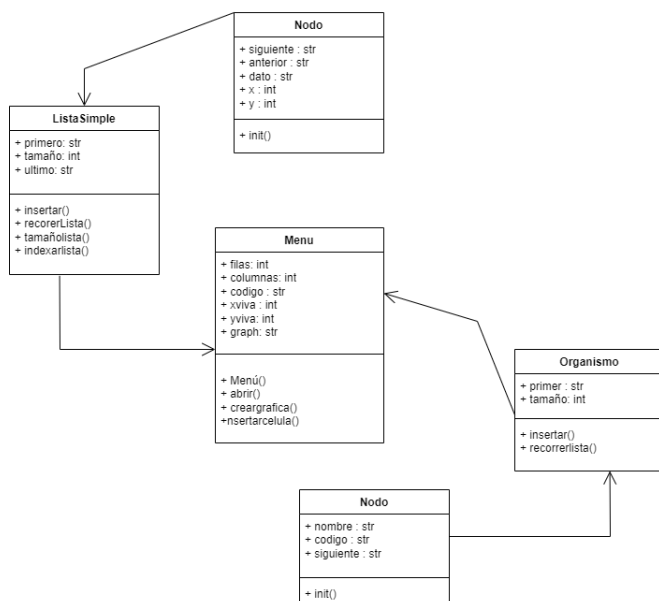 Nodo
+ siguiente : str
+ anterior : str
+ dato : str
+ x : int
+ y : int
+ init()
ListaSimple
+ primero: str
+ tamaño: int
+ ultimo: str
+ insertar()
+ recorerLista()
+ tamañolista()
+ indexarlista()
Menu
+ filas: int
+ columnas: int
+ codigo : str
+ xviva : int
+ yviva: int
+ graph: str
+ Menú()
+ abrir()
+ creargrafica()
+nsertarcelula()
Organismo
+ primer : str
+ tamaño: int
+ insertar()
+ recorrerlista()
Nodo
+ nombre : str
+ codigo : str
+ siguiente : str
+ init()